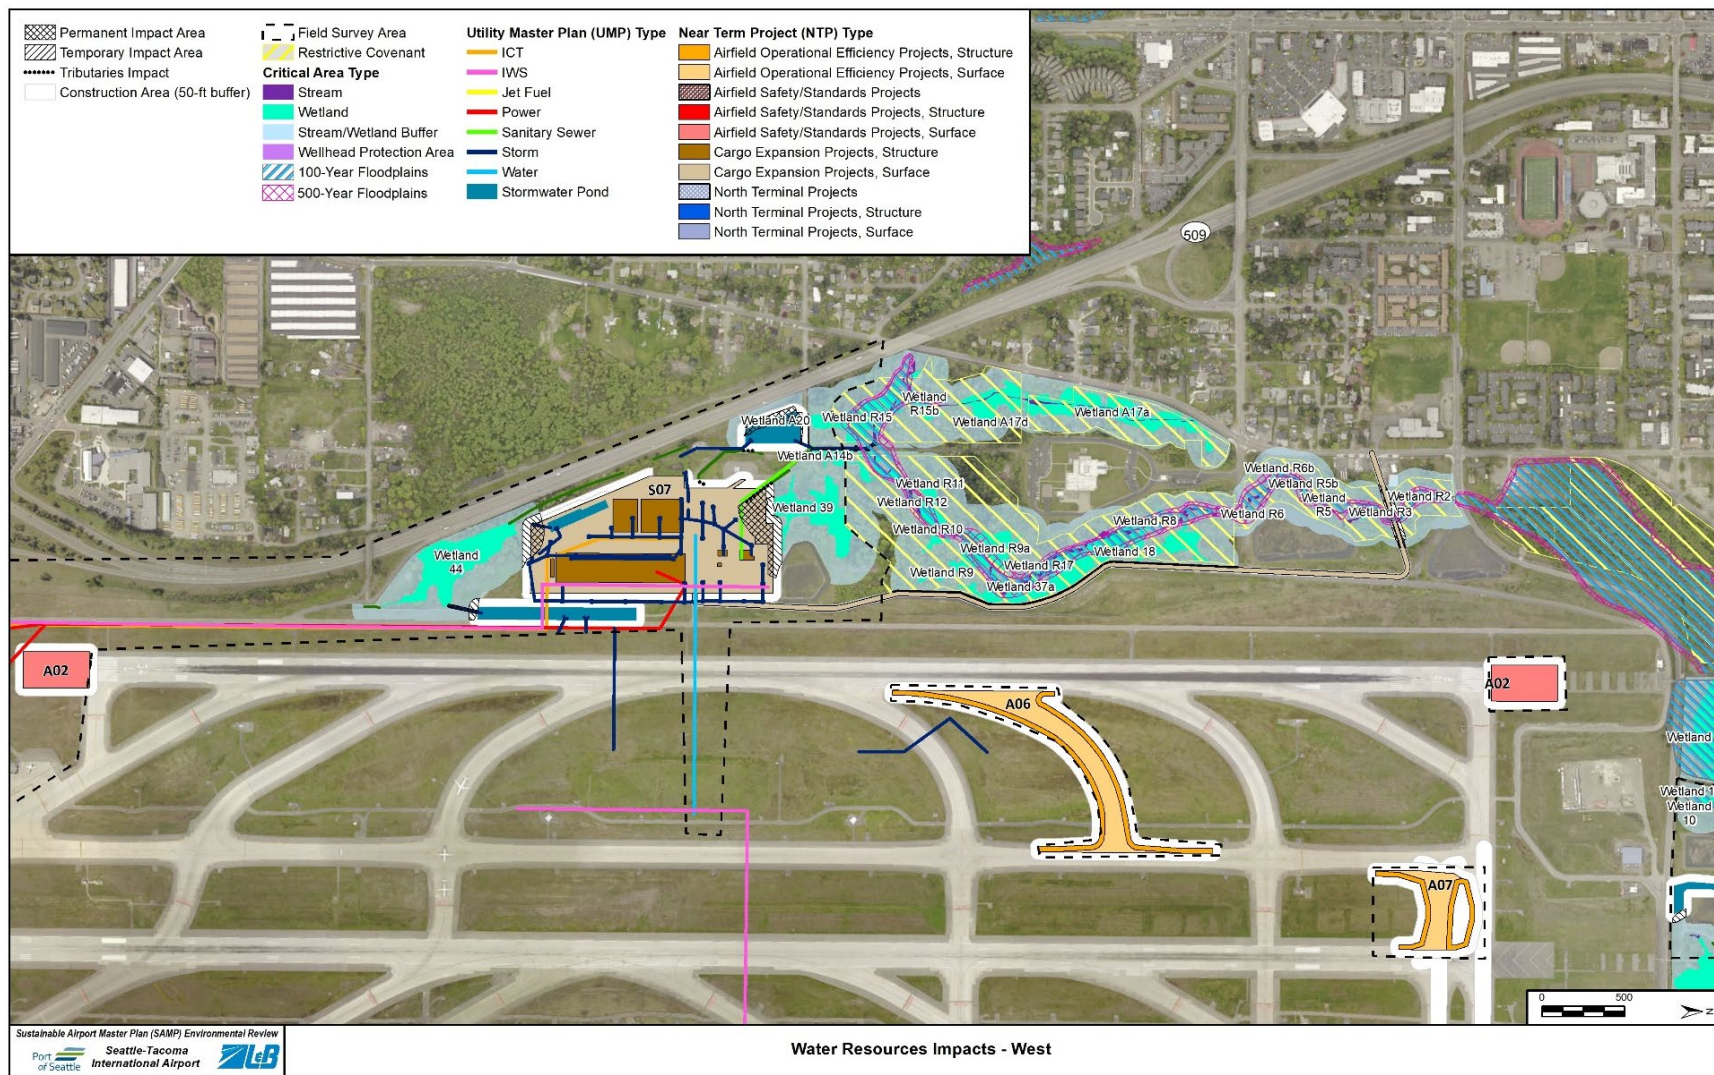 Permanent Impact Area
Temporary Impact Area
Tributaries Impact
Construction Area (50-ft buffer)
Field Survey Area
Restrictive Covenant
Critical Area Type
Stream
Wetland
Stream/Wetland Buffer
Wellhead Protection Area
100-Year Floodplains
500-Year Floodplains
Utility Master Plan (UMP) Type
ICT
IWS
Jet Fuel
Power
Sanitary Sewer
Storm
Water
Stormwater Pond
Near Term Project (NTP) Type
Airfield Operational Efficiency Projects, Structure
Airfield Operational Efficiency Projects, Surface
Airfield Safety/Standards Projects
Airfield Safety/Standards Projects, Structure
Airfield Safety/Standards Projects, Surface
Cargo Expansion Projects, Structure
Cargo Expansion Projects, Surface
North Terminal Projects
North Terminal Projects, Structure
North Terminal Projects, Surface
509
Wetland
R15b
Wetland A20
Wetland R15
Wetland A17d
Wetland A17a
Wetland A14b
Wetland R11
Wetland R12
Wetland R6b
Wetland
R5b
Wetland
R5
Wetland R2
Wetland R3
Wetland R6
Wetland R8
S07
Wetland 39
Wetland R10
Wetland R9a
Wetland 18
Wetland R17
Wetland R9
Wetland 37a
Wetland
44
A02
A02
A06
A07
Wetland
Wetland 1
Wetland
10
0
500
N
Sustainable Airport Master Plan (SAMP) Environmental Review
Port
of Seattle
Seattle-Tacoma
International Airport
L&B
Water Resources Impacts - West